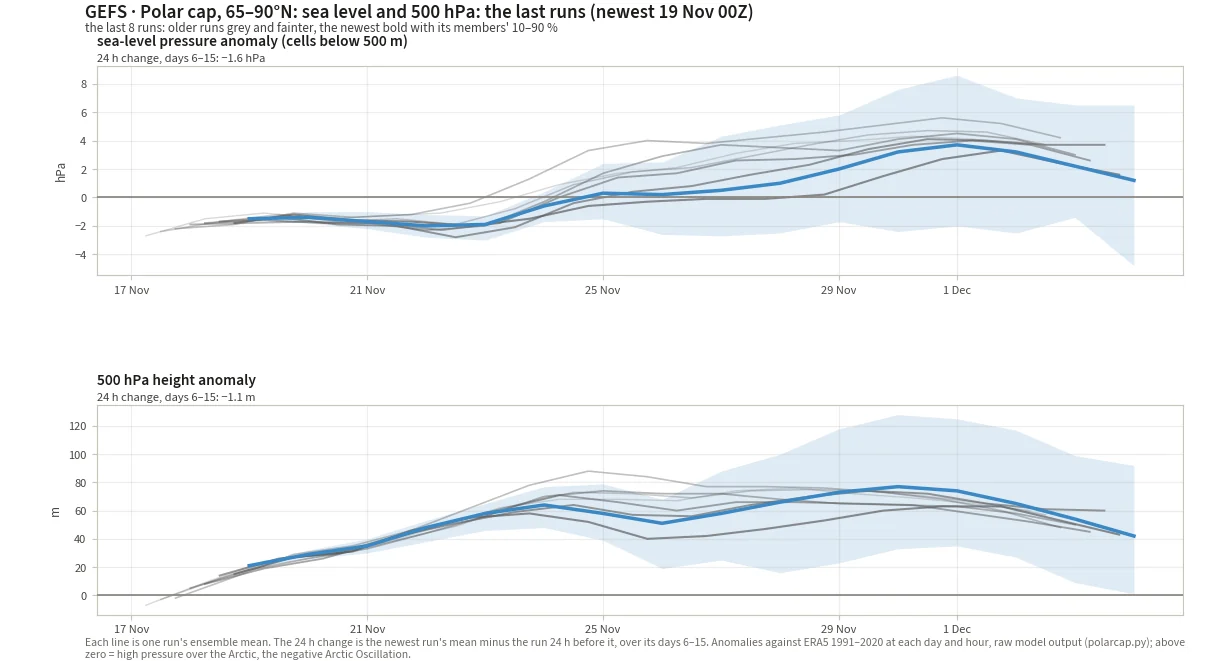 GEFS · Polar cap, 65–90°N: sea level and 500 hPa: the last runs (newest 19 Nov 00Z)
the last 8 runs: older runs grey and fainter, the newest bold with its members' 10–90 %
sea-level pressure anomaly (cells below 500 m)
24 h change, days 6–15: −1.6 hPa
8
6
4
2
0
−2
−4
hPa
17 Nov
21 Nov
25 Nov
29 Nov
1 Dec
500 hPa height anomaly
24 h change, days 6–15: −1.1 m
120
100
80
60
40
20
0
m
17 Nov
21 Nov
25 Nov
29 Nov
1 Dec
Each line is one run's ensemble mean. The 24 h change is the newest run's mean minus the run 24 h before it, over its days 6–15. Anomalies against ERA5 1991–2020 at each day and hour, raw model output (polarcap.py); above
zero = high pressure over the Arctic, the negative Arctic Oscillation.